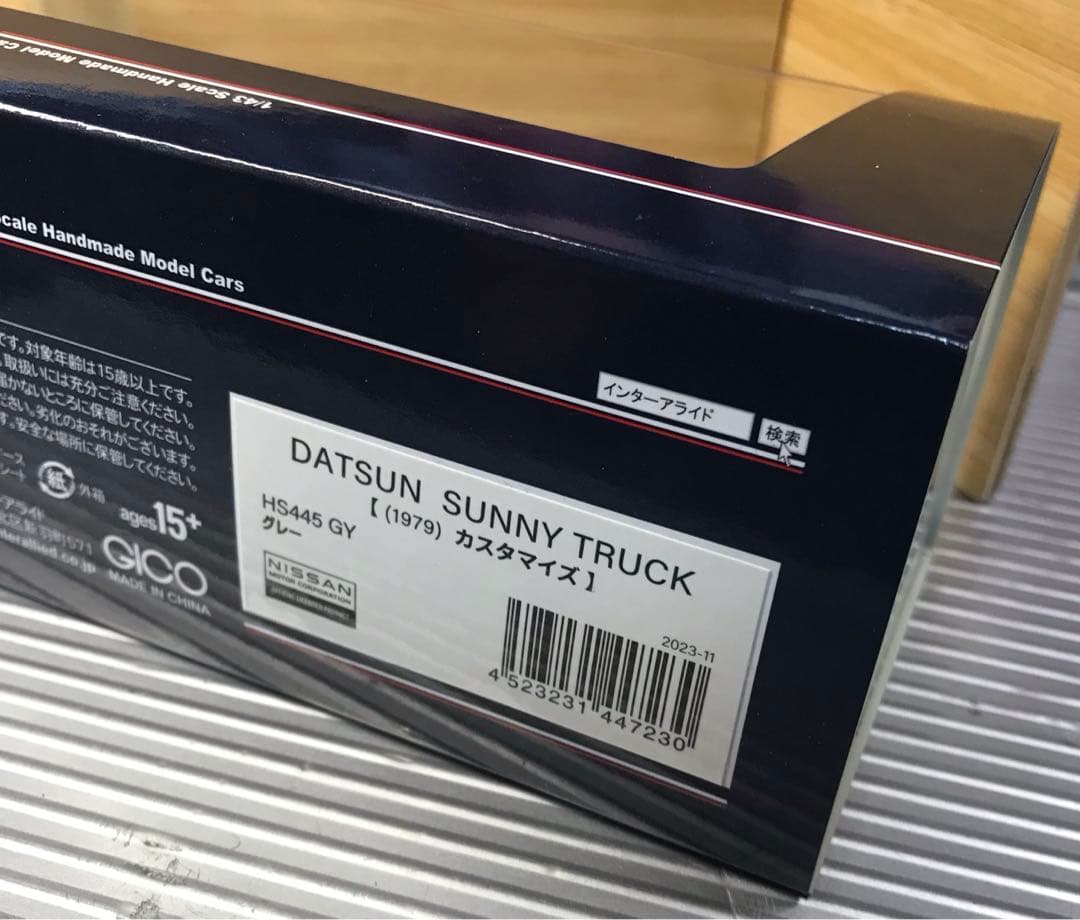 1/43 Scale Handmade Model
Scale Handmade Model Cars
です。対象年齢は15歳以上です。
取扱いには充分ご注意ください。
届かないところに保管してください。
ださい。劣化のおそれがございます。
す。安全な場所に保管してください。
紙 外箱
ages15+
GICO
MADE IN CHINA
インターアライド
検索
DATSUN SUNNY TRUCK
【(1979) カスタマイズ】
HS445 GY
グレー
NISSAN
MOTOR CORPORATION
2023-11
4 523231 447230